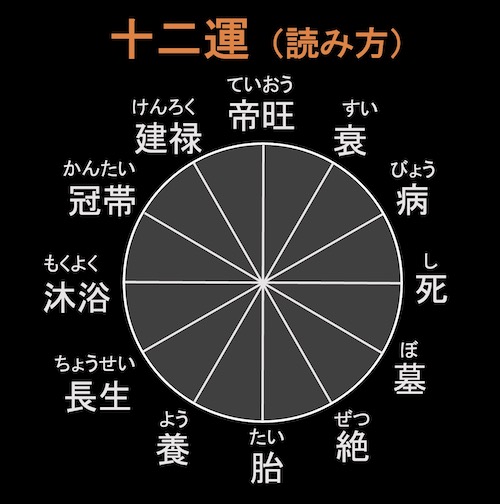 十二運（読み方）
ていおう
帝旺
すい
衰
びょう
病
し
死
ぼ
墓
ぜつ
絶
たい
胎
よう
養
ちょうせい
長生
もくよく
沐浴
かんたい
冠帯
けんろく
建禄